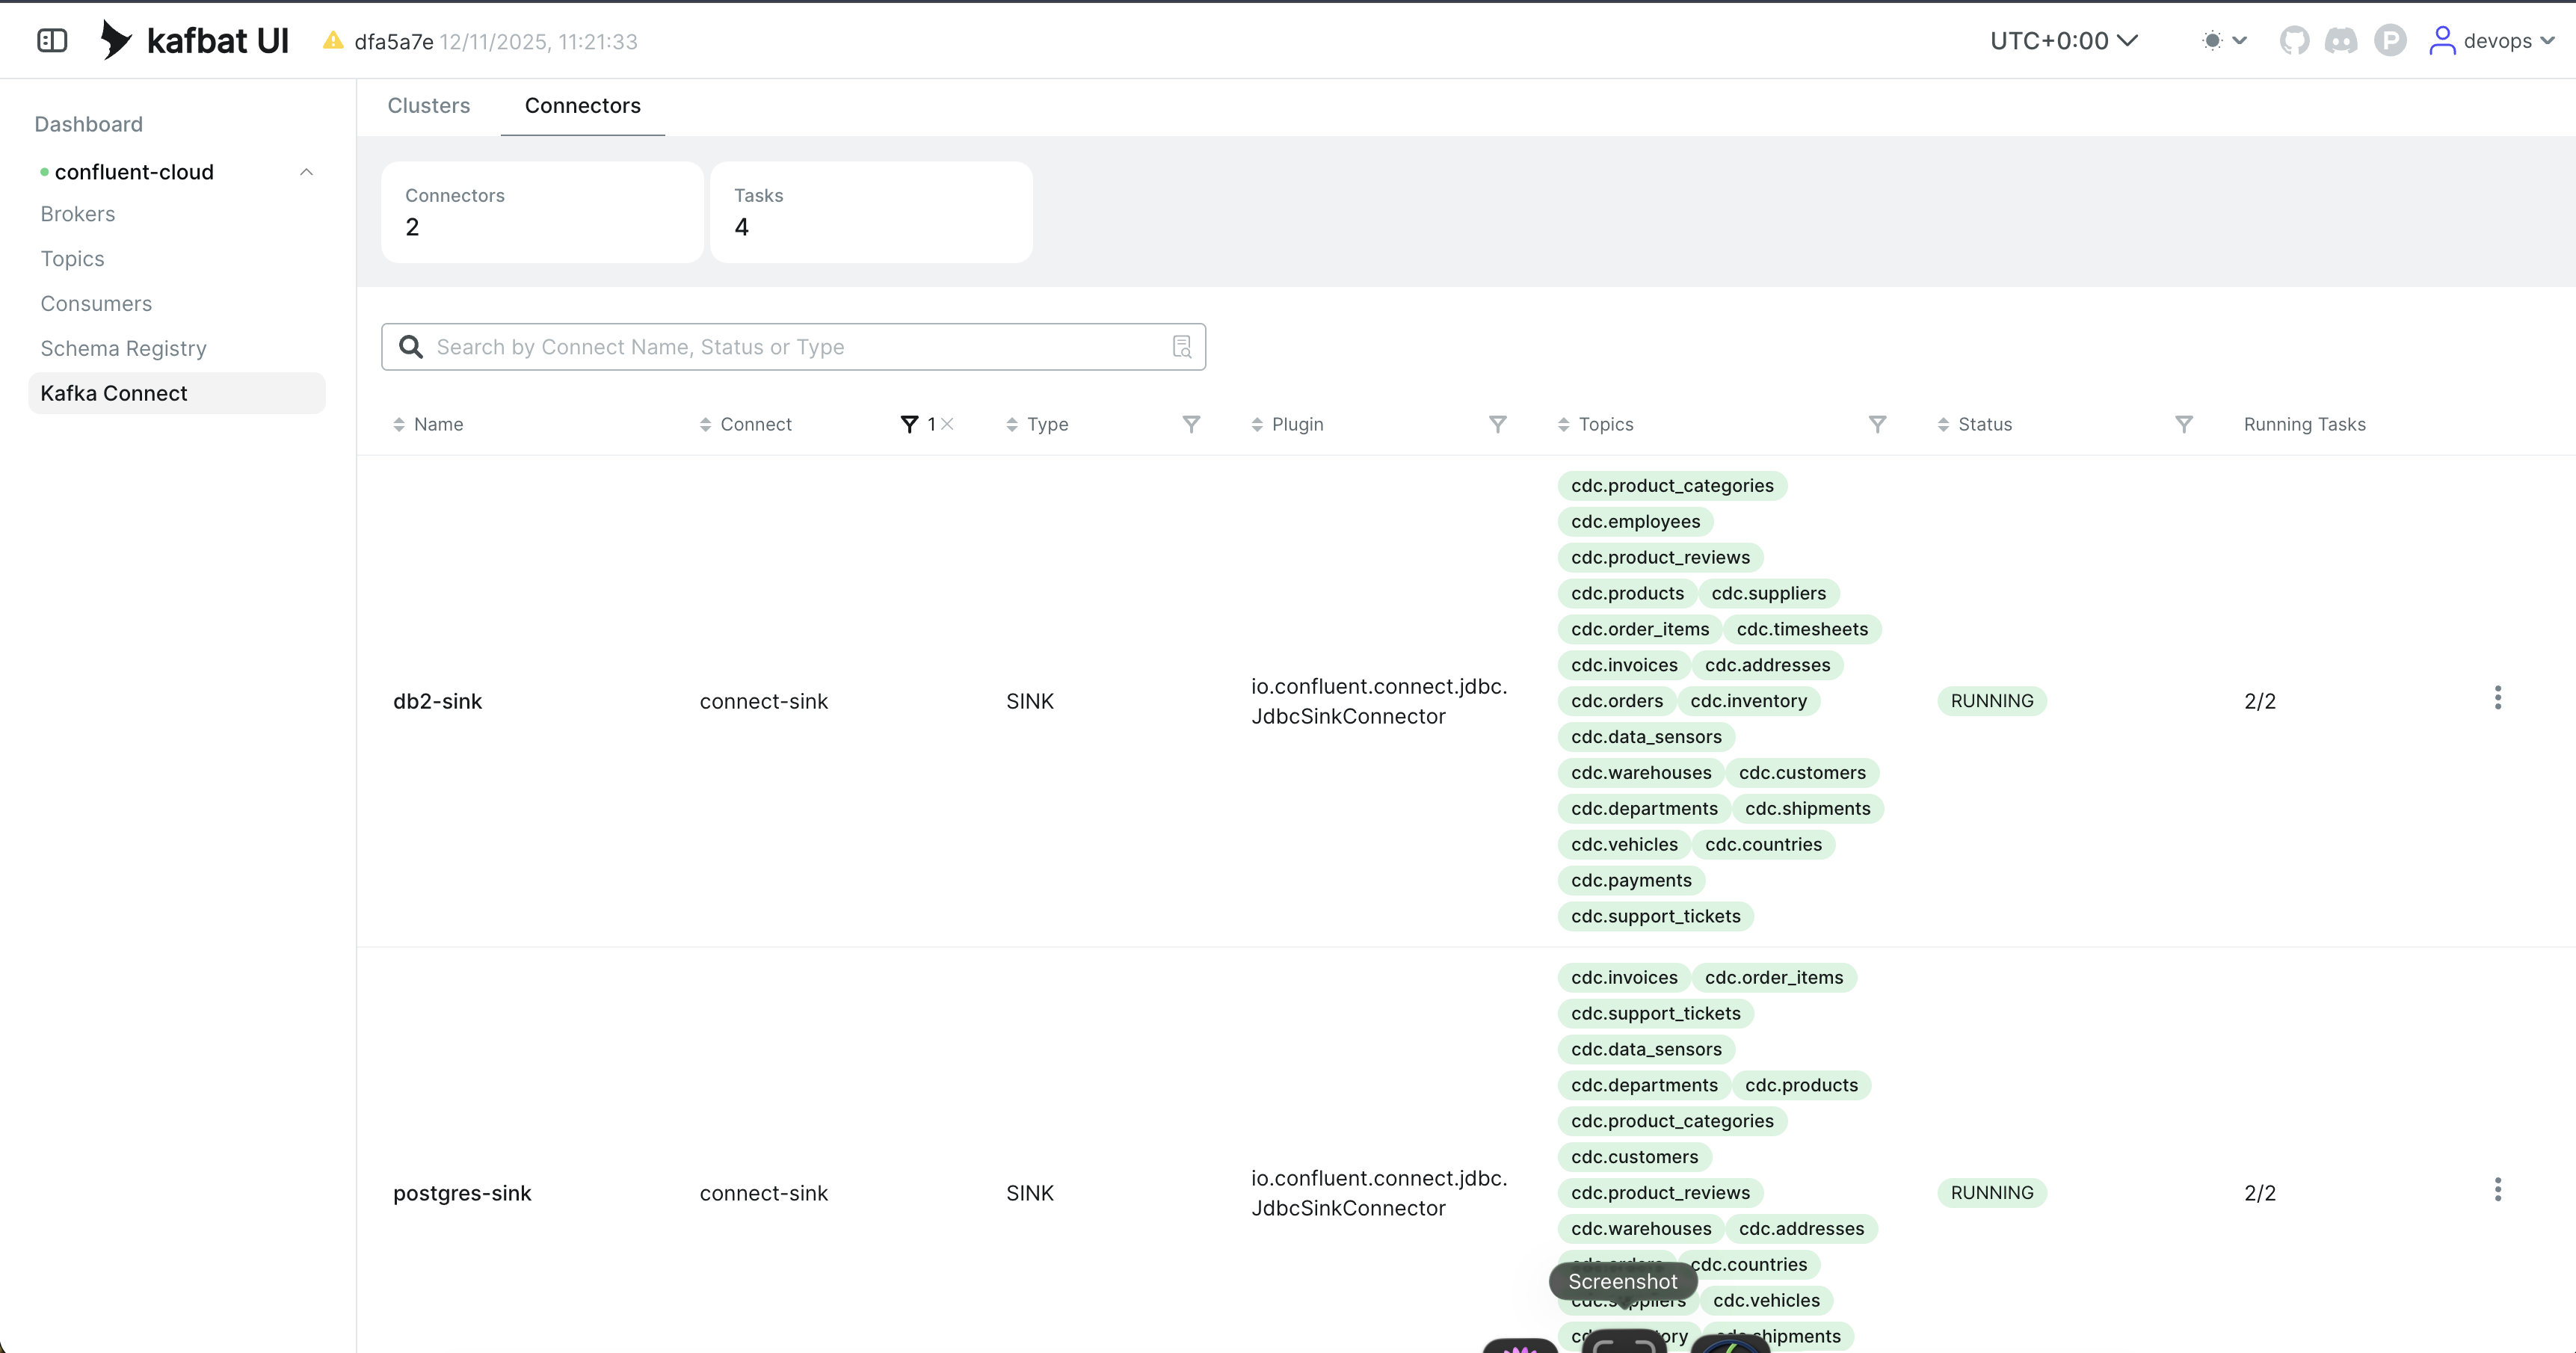 kafbat UI dfa5a7e 12/11/2025, 11:21:33 UTC+0:00 P devops
Dashboard
confluent-cloud
Brokers
Topics
Consumers
Schema Registry
Kafka Connect
Clusters Connectors
Connectors Tasks
2 4
Search by Connect Name, Status or Type
Name Connect 1 Type Plugin Topics Status Running Tasks
cdc.product_categories
cdc.employees
cdc.product_reviews
cdc.products cdc.suppliers
cdc.order_items cdc.timesheets
cdc.invoices cdc.addresses
db2-sink connect-sink SINK io.confluent.connect.jdbc.JdbcSinkConnector cdc.orders cdc.inventory RUNNING 2/2
cdc.data_sensors
cdc.warehouses cdc.customers
cdc.departments cdc.shipments
cdc.vehicles cdc.countries
cdc.payments
cdc.support_tickets
cdc.invoices cdc.order_items
cdc.support_tickets
cdc.data_sensors
cdc.departments cdc.products
cdc.product_categories
cdc.customers
postgres-sink connect-sink SINK io.confluent.connect.jdbc.JdbcSinkConnector cdc.product_reviews RUNNING 2/2
cdc.warehouses cdc.addresses
cdc.countries
Screenshot
cdc.suppliers cdc.vehicles
cdc.shipments